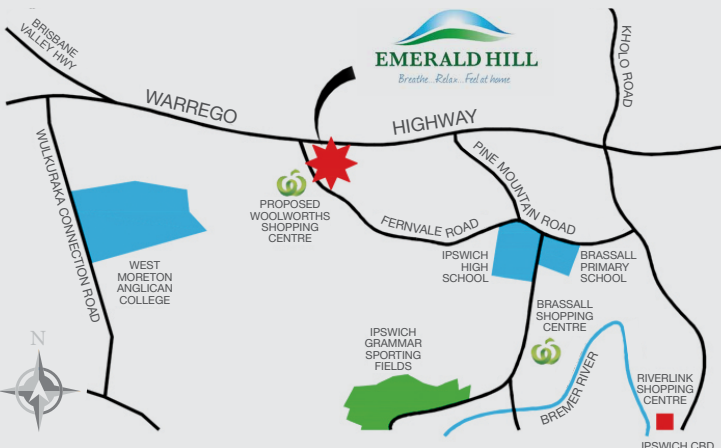 BRISBANE
VALLEY HWY
EMERALD HILL
Breathe...Relax...Feel at home
KHOLO ROAD
WARREGO
HIGHWAY
WULKURAKA CONNECTION ROAD
PINE MOUNTAIN ROAD
PROPOSED
WOOLWORTHS
SHOPPING
CENTRE
FERNVALE ROAD
WEST
MORETON
ANGLICAN
COLLEGE
IPSWICH
HIGH
SCHOOL
BRASSALL
PRIMARY
SCHOOL
BRASSALL
SHOPPING
CENTRE
IPSWICH
GRAMMAR
SPORTING
FIELDS
N
BREMER RIVER
RIVERLINK
SHOPPING
CENTRE
IPSWICH CBD